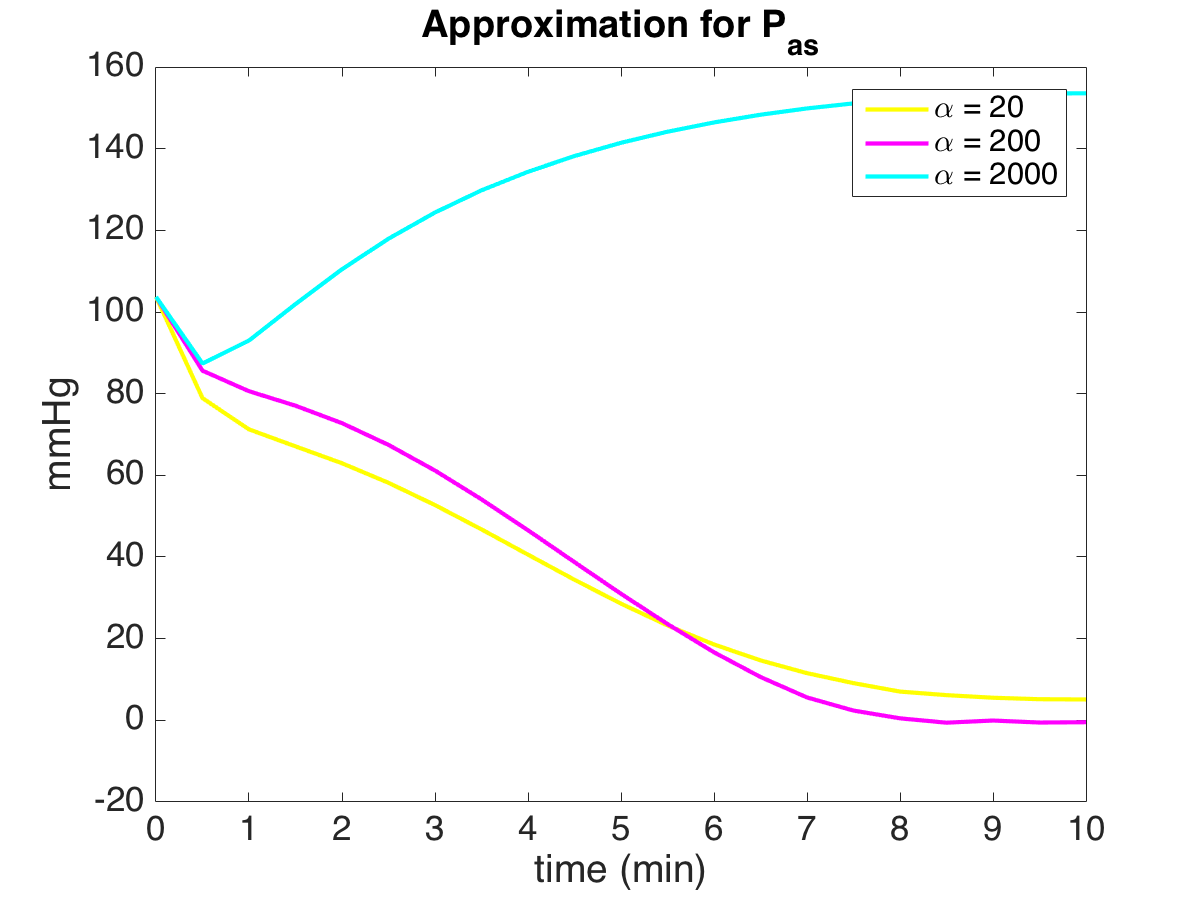 Approximation for P_as
160
140
120
100
80
60
40
20
0
-20
mmHg
α = 20
α = 200
α = 2000
0 1 2 3 4 5 6 7 8 9 10
time (min)